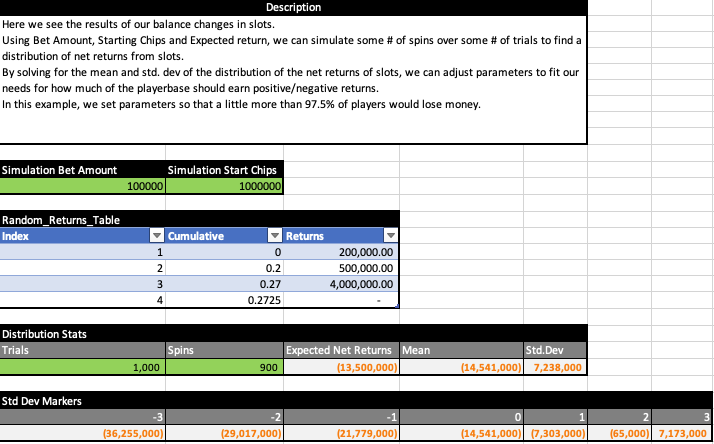 Description
Here we see the results of our balance changes in slots.
Using Bet Amount, Starting Chips and Expected return, we can simulate some # of spins over some # of trials to find a
distribution of net returns from slots.
By solving for the mean and std. dev of the distribution of the net returns of slots, we can adjust parameters to fit our
needs for how much of the playerbase should earn positive/negative returns.
In this example, we set parameters so that a little more than 97.5% of players would lose money.
Simulation Bet Amount Simulation Start Chips
100000 1000000
Random_Returns_Table
Index Cumulative Returns
1 0 200,000.00
2 0.2 500,000.00
3 0.27 4,000,000.00
4 0.2725 -
Distribution Stats
Trials Spins Expected Net Returns Mean Std.Dev
1,000 900 (13,500,000) (14,541,000) 7,238,000
Std Dev Markers
-3 -2 -1 0 1 2 3
(36,255,000) (29,017,000) (21,779,000) (14,541,000) (7,303,000) (65,000) 7,173,000